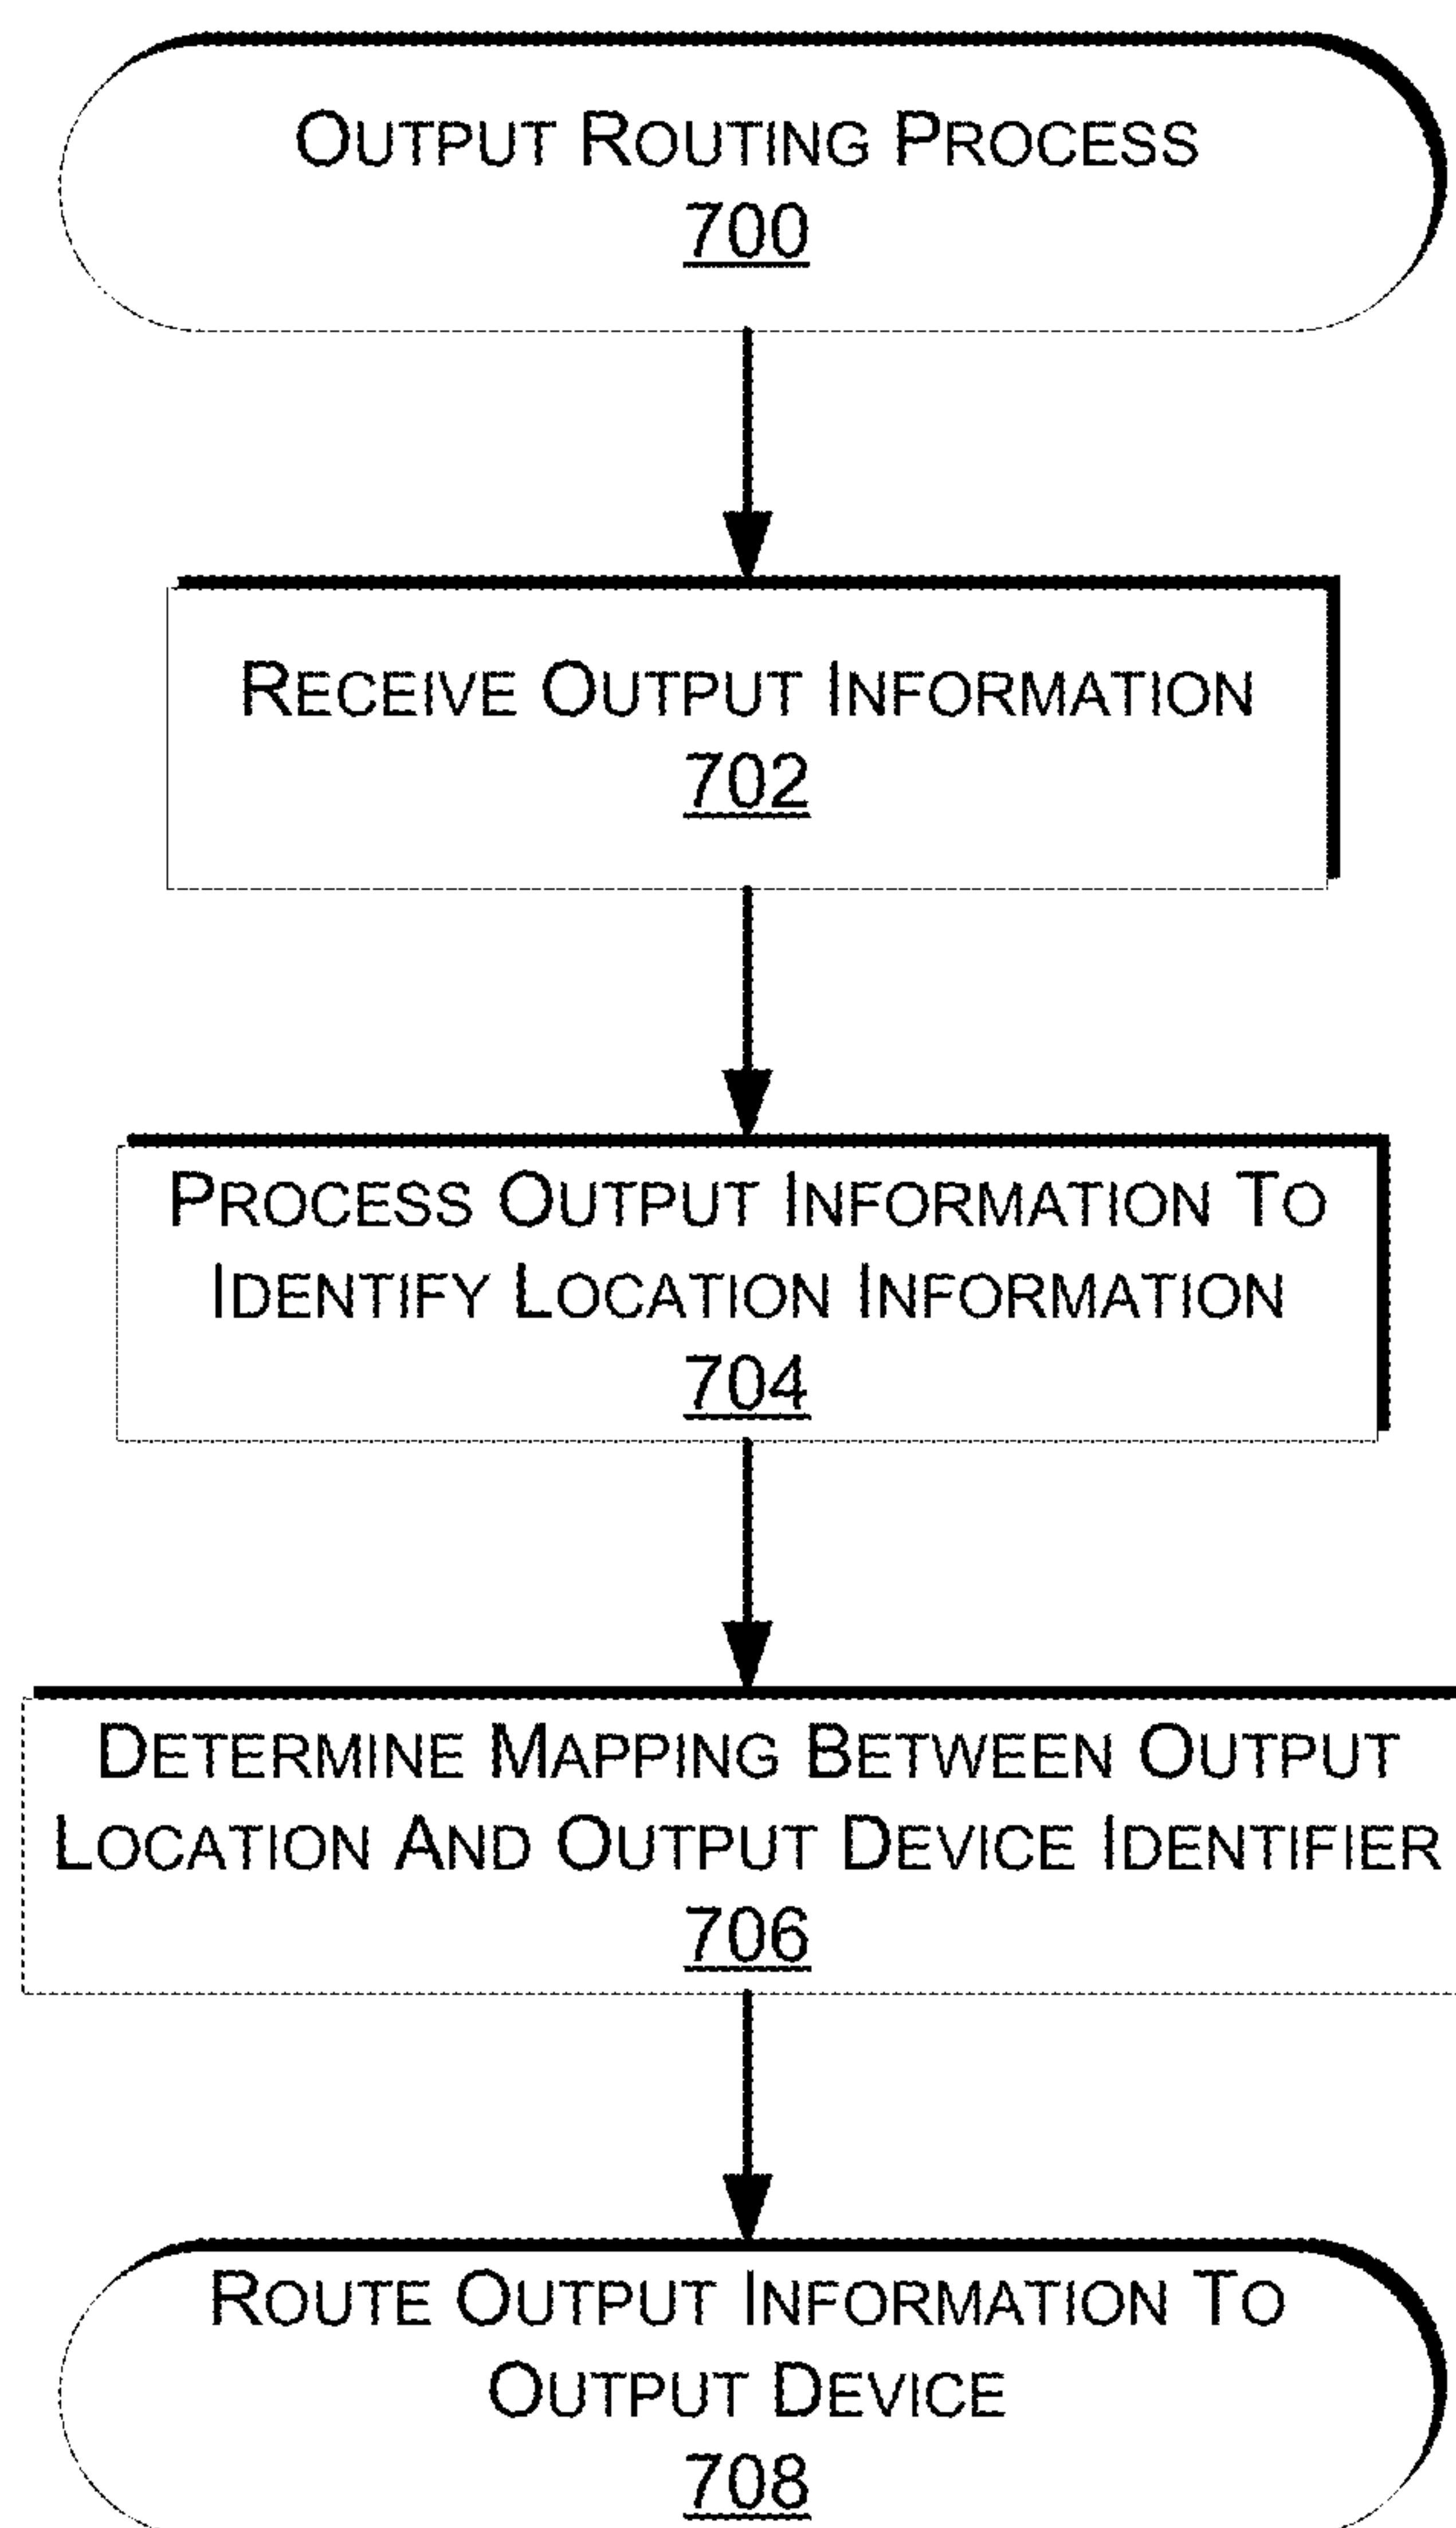 OUTPUT ROUTING PROCESS
700
RECEIVE OUTPUT INFORMATION
702
PROCESS OUTPUT INFORMATION TO
IDENTIFY LOCATION INFORMATION
704
DETERMINE MAPPING BETWEEN OUTPUT
LOCATION AND OUTPUT DEVICE IDENTIFIER
706
ROUTE OUTPUT INFORMATION TO
OUTPUT DEVICE
708